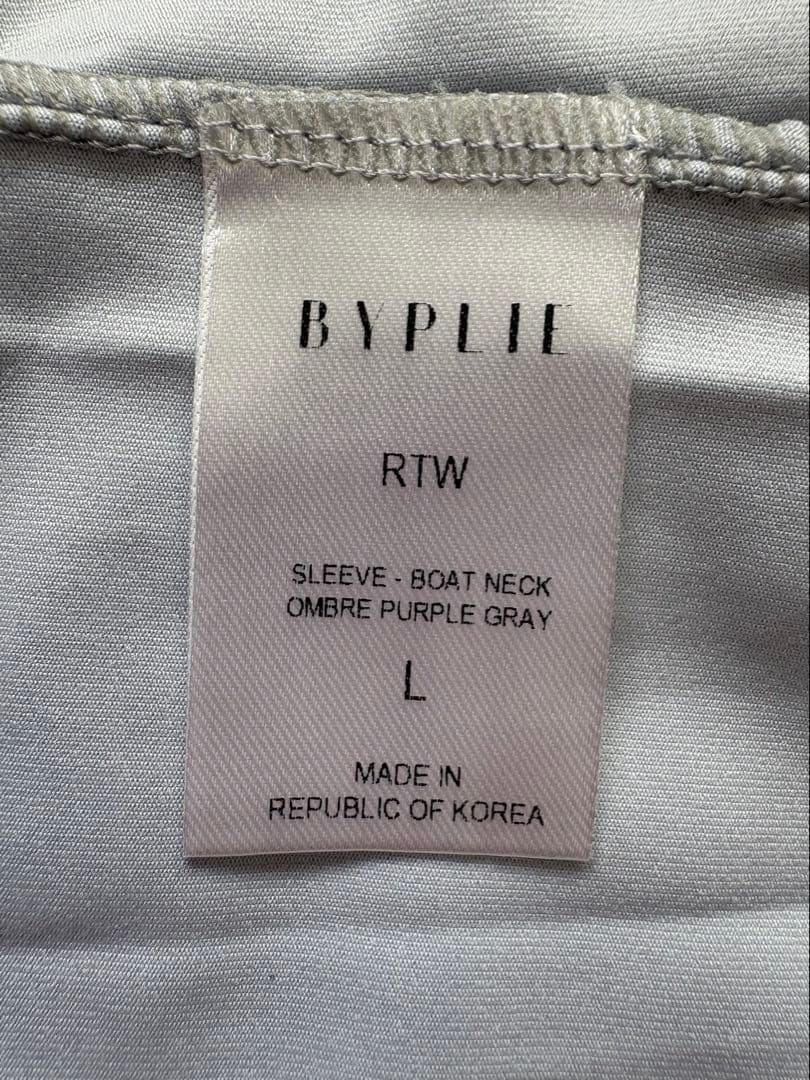 BYPLIE
RTW
SLEEVE - BOAT NECK
OMBRE PURPLE GRAY
L
MADE IN
REPUBLIC OF KOREA